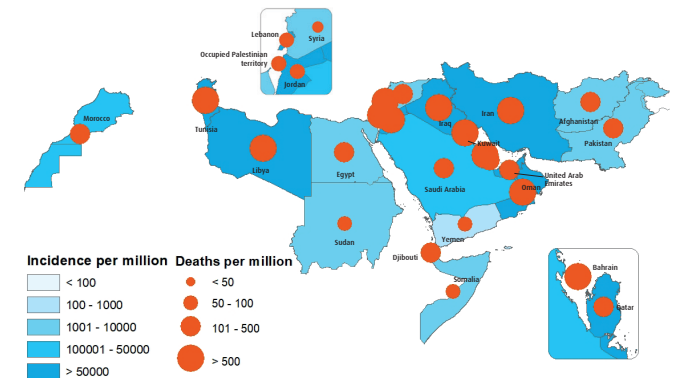 Lebanon
Syria
Occupied Palestinian
territory
Jordan
Morocco
Tunisia
Libya
Egypt
Iraq
Iran
Kuwait
Afghanistan
Pakistan
Saudi Arabia
United Arab
Emirates
Oman
Sudan
Yemen
Djibouti
Somalia
Bahrain
Qatar
Incidence per million
< 100
100 - 1000
1001 - 10000
100001 - 50000
> 50000
Deaths per million
< 50
50 - 100
101 - 500
> 500